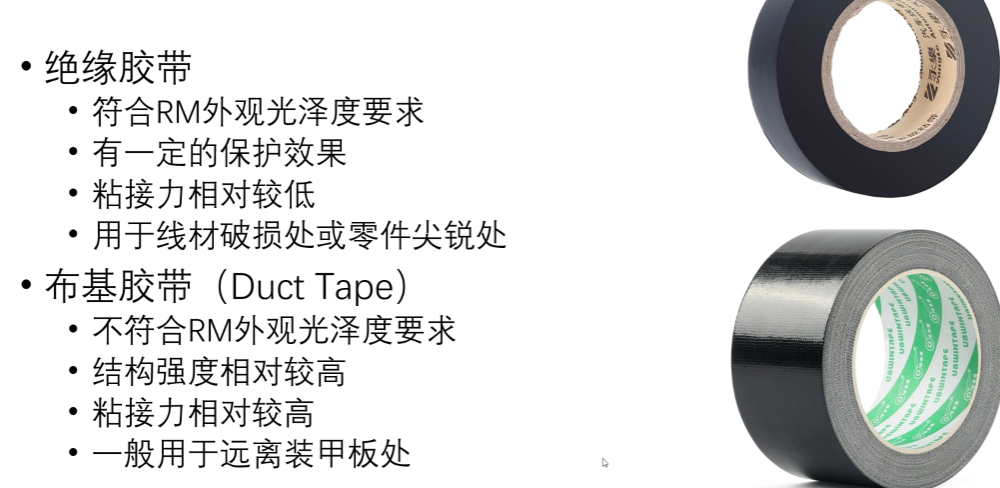 • 绝缘胶带
• 符合RM外观光泽度要求
• 有一定的保护效果
• 粘接力相对较低
• 用于线材破损处或零件尖锐处
• 布基胶带（Duct Tape）
• 不符合RM外观光泽度要求
• 结构强度相对较高
• 粘接力相对较高
• 一般用于远离装甲板处
UBWINTAPE
UBWINTAPE
UBWINTAPE
UBWINTAPE
UBWINTAPE